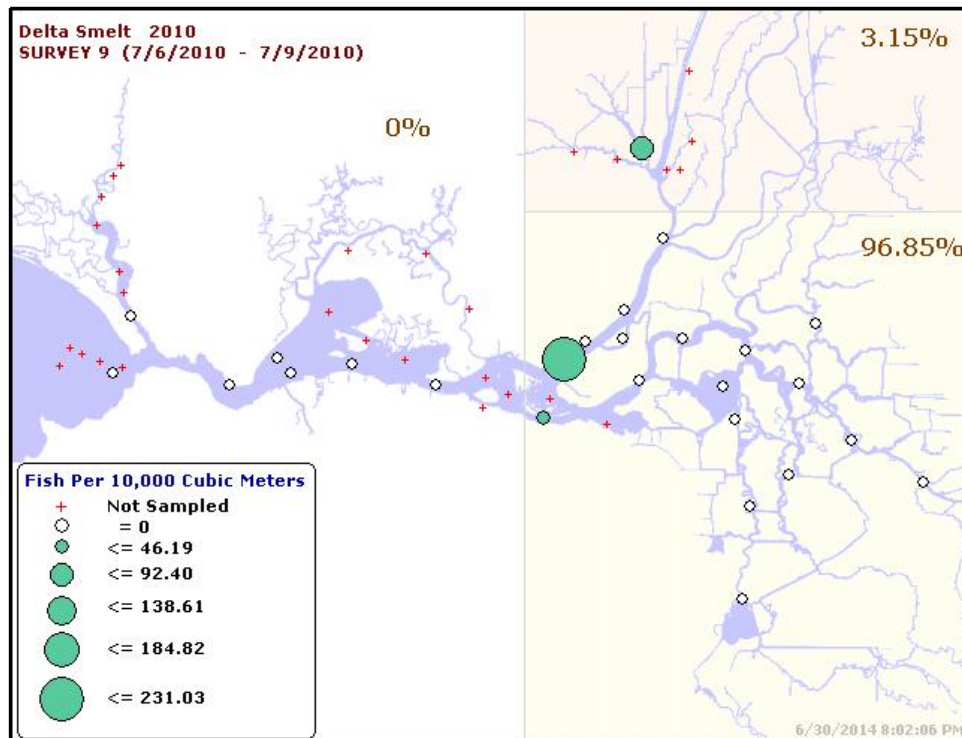 Delta Smelt 2010
SURVEY 9 (7/6/2010 - 7/9/2010)
3.15%
0%
96.85%
Fish Per 10,000 Cubic Meters
Not Sampled
= 0
<= 46.19
<= 92.40
<= 138.61
<= 184.82
<= 231.03
6/30/2014 8:02:06 PM